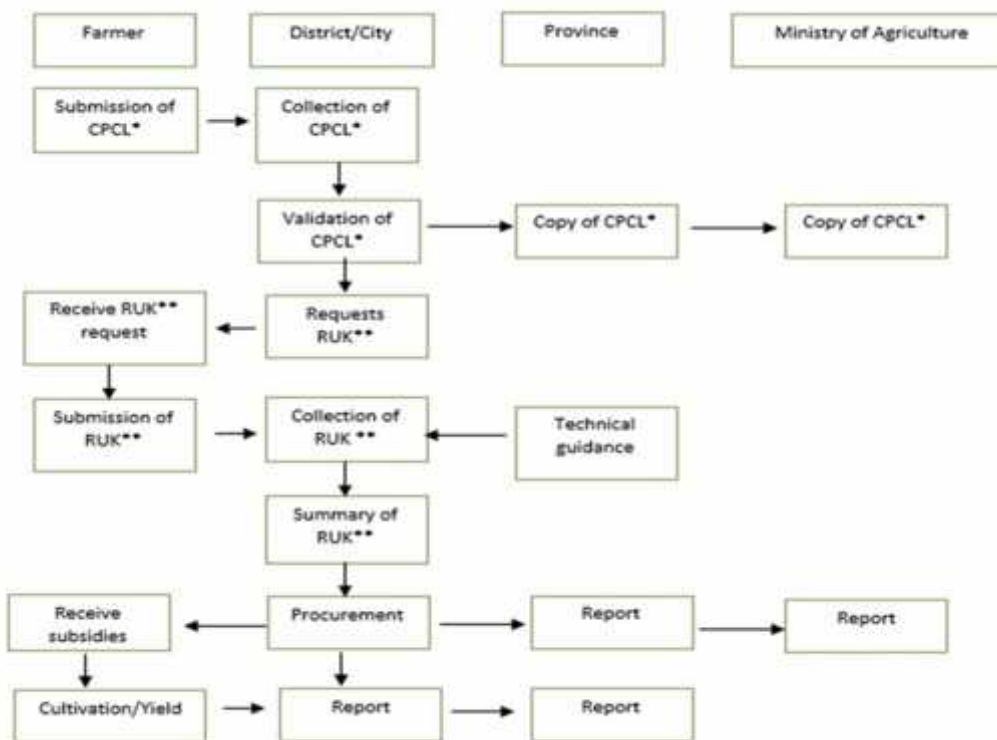 Farmer
District/City
Province
Ministry of Agriculture
Submission of
CPCL*
Collection of
CPCL*
Validation of
CPCL*
Copy of CPCL*
Copy of CPCL*
Receive RUK**
request
Requests
RUK**
Submission of
RUK**
Collection of
RUK **
Technical
guidance
Summary of
RUK**
Receive
subsidies
Procurement
Report
Report
Cultivation/Yield
Report
Report